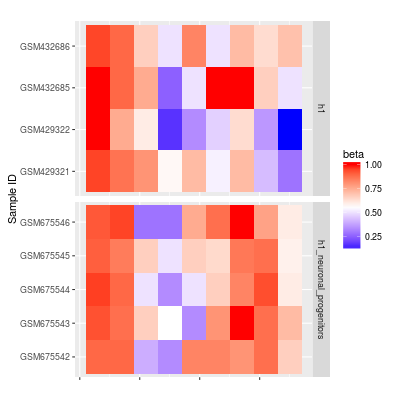 GSM432686
GSM432685
GSM429322
GSM429321
h1
GSM675546
GSM675545
GSM675544
GSM675543
GSM675542
h1_neuronal_progenitors
Sample ID
beta
1.00
0.75
0.50
0.25